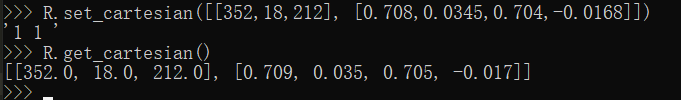 >>> R.set_cartesian([[352,18,212], [0.708,0.0345,0.704,-0.0168]])
'1 1 '
>>> R.get_cartesian()
[[352.0, 18.0, 212.0], [0.709, 0.035, 0.705, -0.017]]
>>>